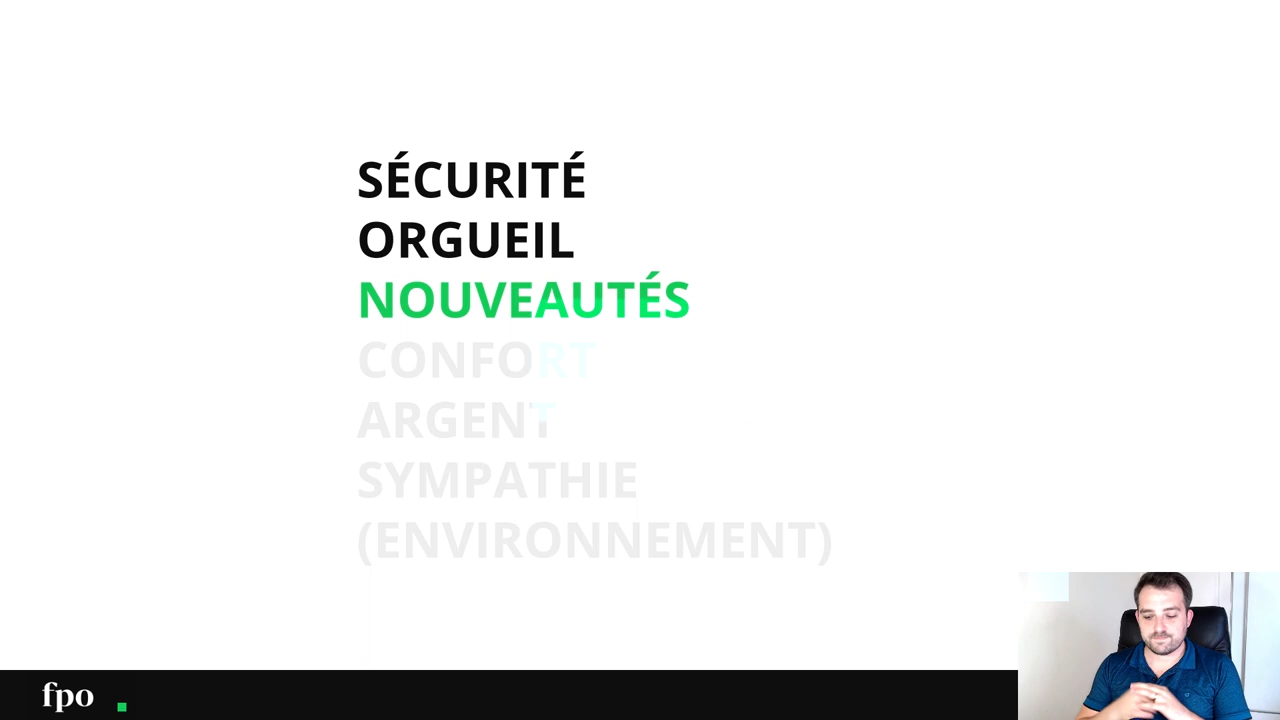 SÉCURITÉ
ORGUEIL
NOUVEAUTÉS
CONFORT
ARGENT
SYMPATHIE
(ENVIRONNEMENT)
fpo